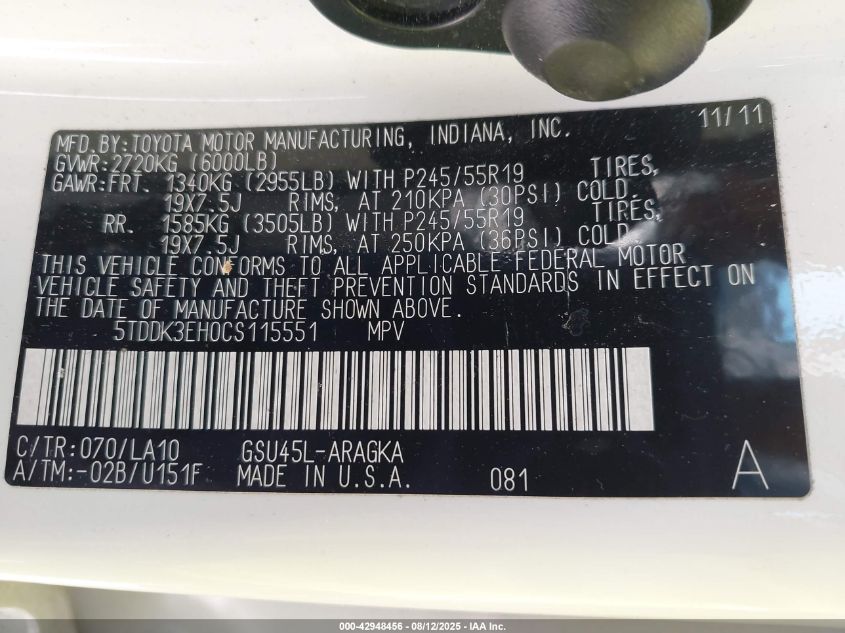 MFD.BY:TOYOTA MOTOR MANUFACTURING, INDIANA, INC. 11/11
GVWR:2720KG (6000LB)
GAWR:FRT. 1340KG (2955LB) WITH P245/55R19 TIRES,
19X7.5J RIMS, AT 210KPA (30PSI) COLD.
RR. 1585KG (3505LB) WITH P245/55R19 TIRES,
19X7.5J RIMS, AT 250KPA (36PSI) COLD.
THIS VEHICLE CONFORMS TO ALL APPLICABLE FEDERAL MOTOR
VEHICLE SAFETY AND THEFT PREVENTION STANDARDS IN EFFECT ON
THE DATE OF MANUFACTURE SHOWN ABOVE.
5TDDK3EH0CS115551 MPV
C/TR:070/LA10 GSU45L-ARAGKA
A/TM:-02B/U151F MADE IN U.S.A. 081 A
000-42948456 - 08/12/2025 - IAA Inc.